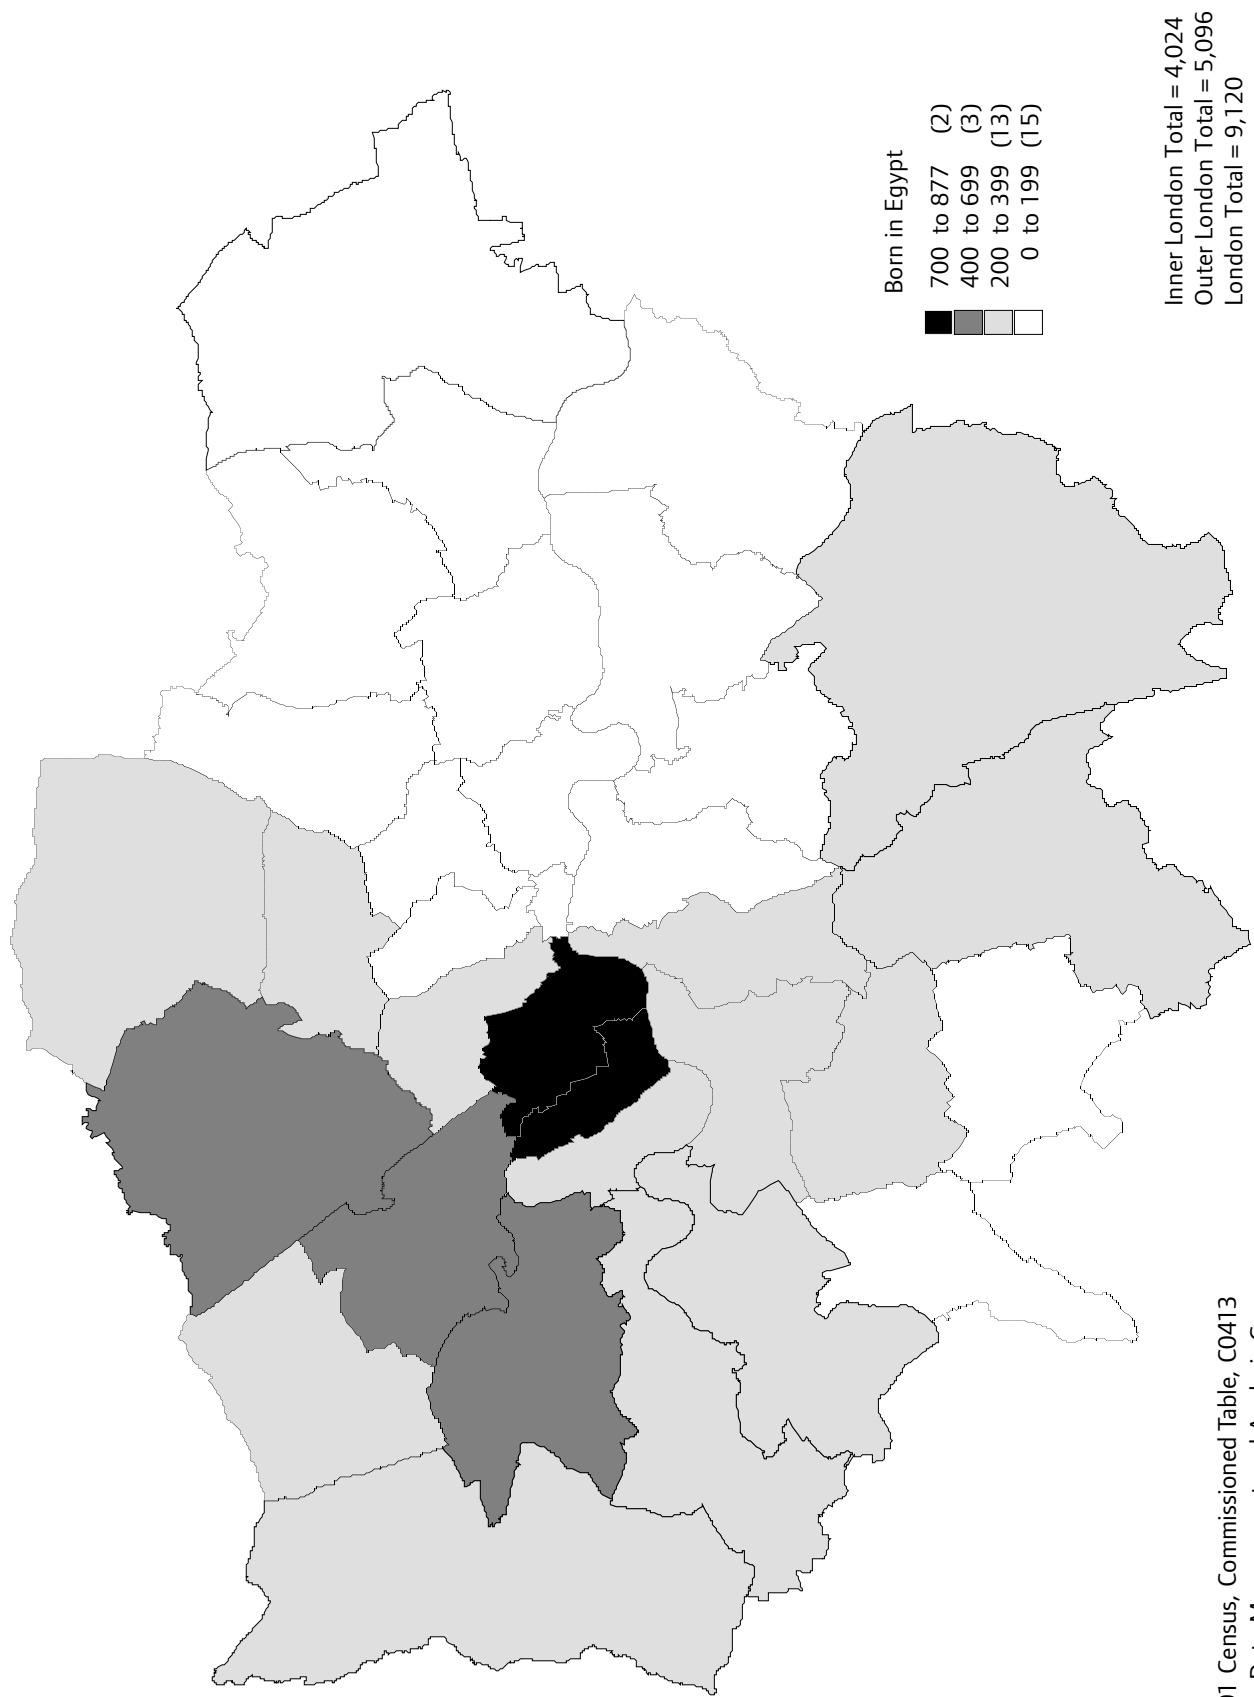 Born in Egypt
700 to 877 (2)
400 to 699 (3)
200 to 399 (13)
0 to 199 (15)
Inner London Total = 4,024
Outer London Total = 5,096
London Total = 9,120
Census, Commissioned Table, C0413